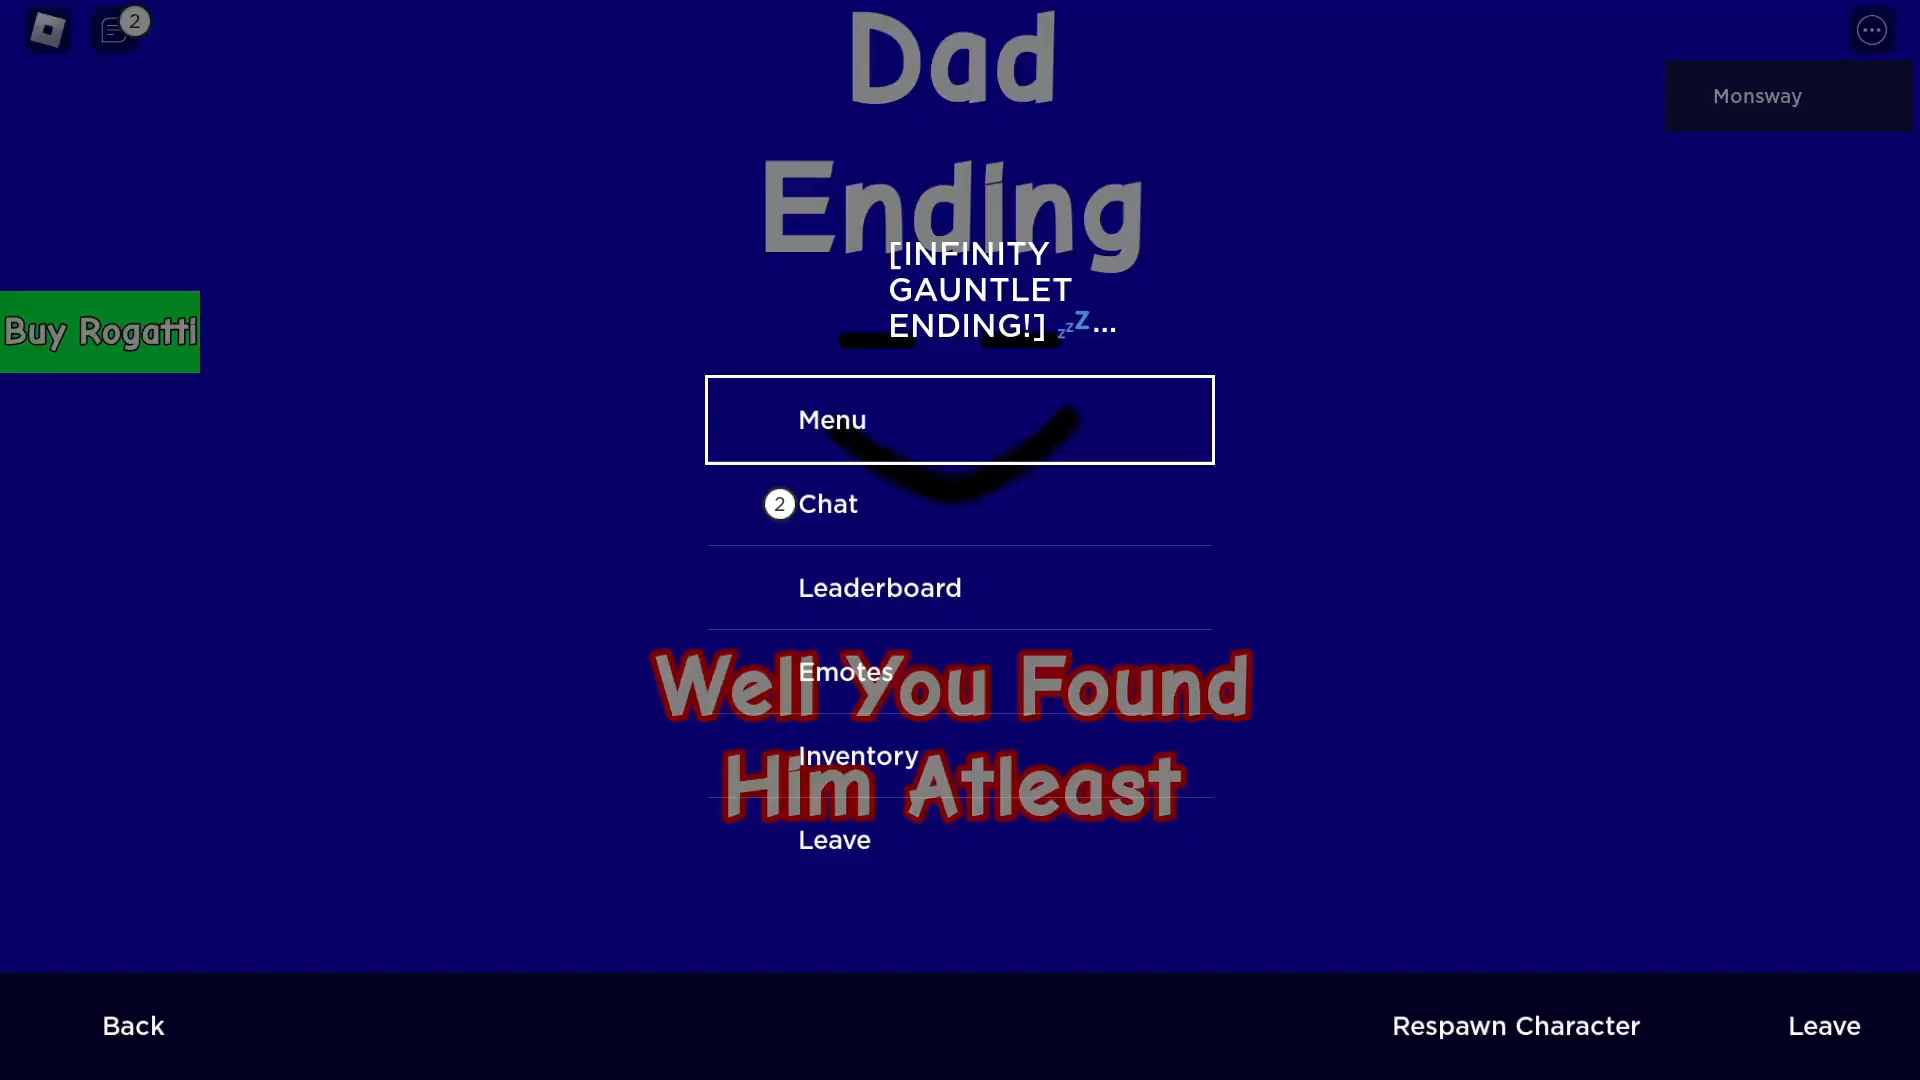 2
Dad
Ending
Monsway
[INFINITY
GAUNTLET
ENDING!] 💤...
Buy Rogatti
Menu
2 Chat
Leaderboard
Emotes
Well You Found
Inventory
Him Atleast
Leave
Back
Respawn Character
Leave